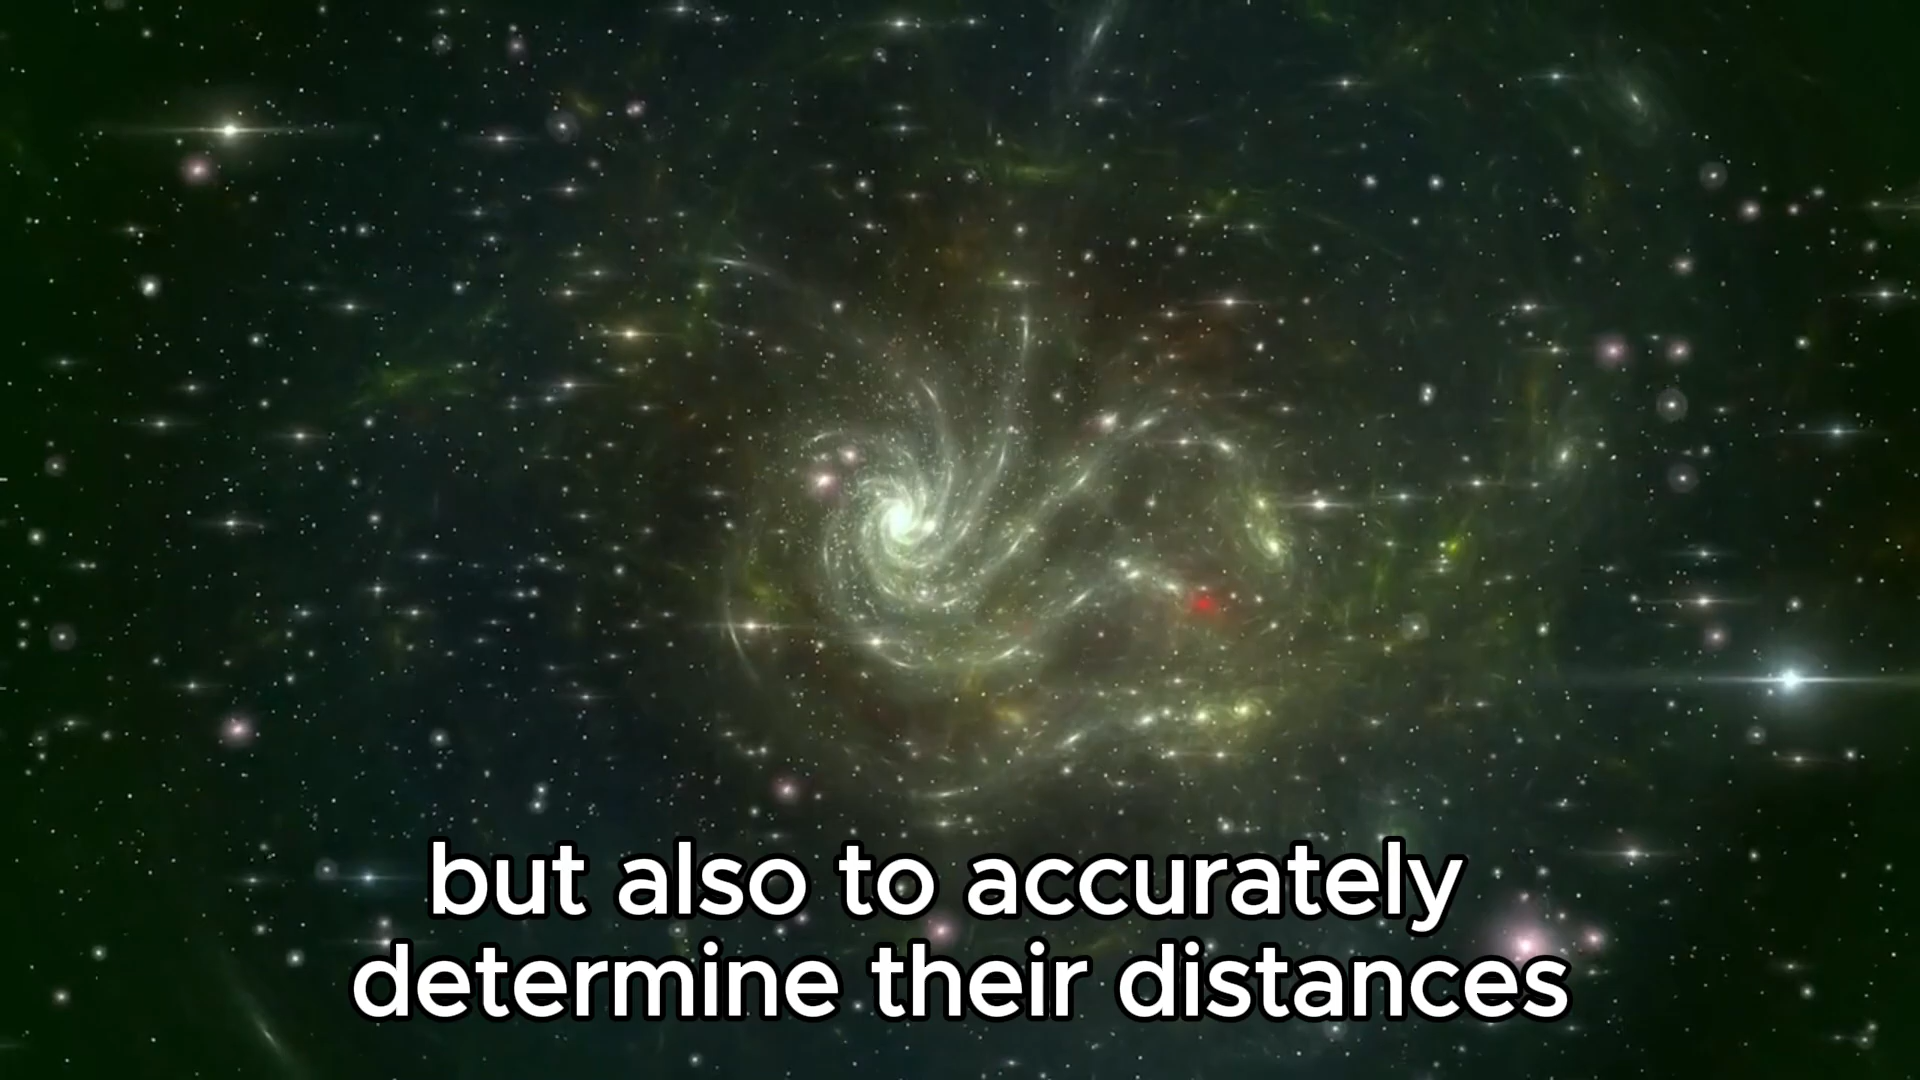 but also to accurately
determine their distances